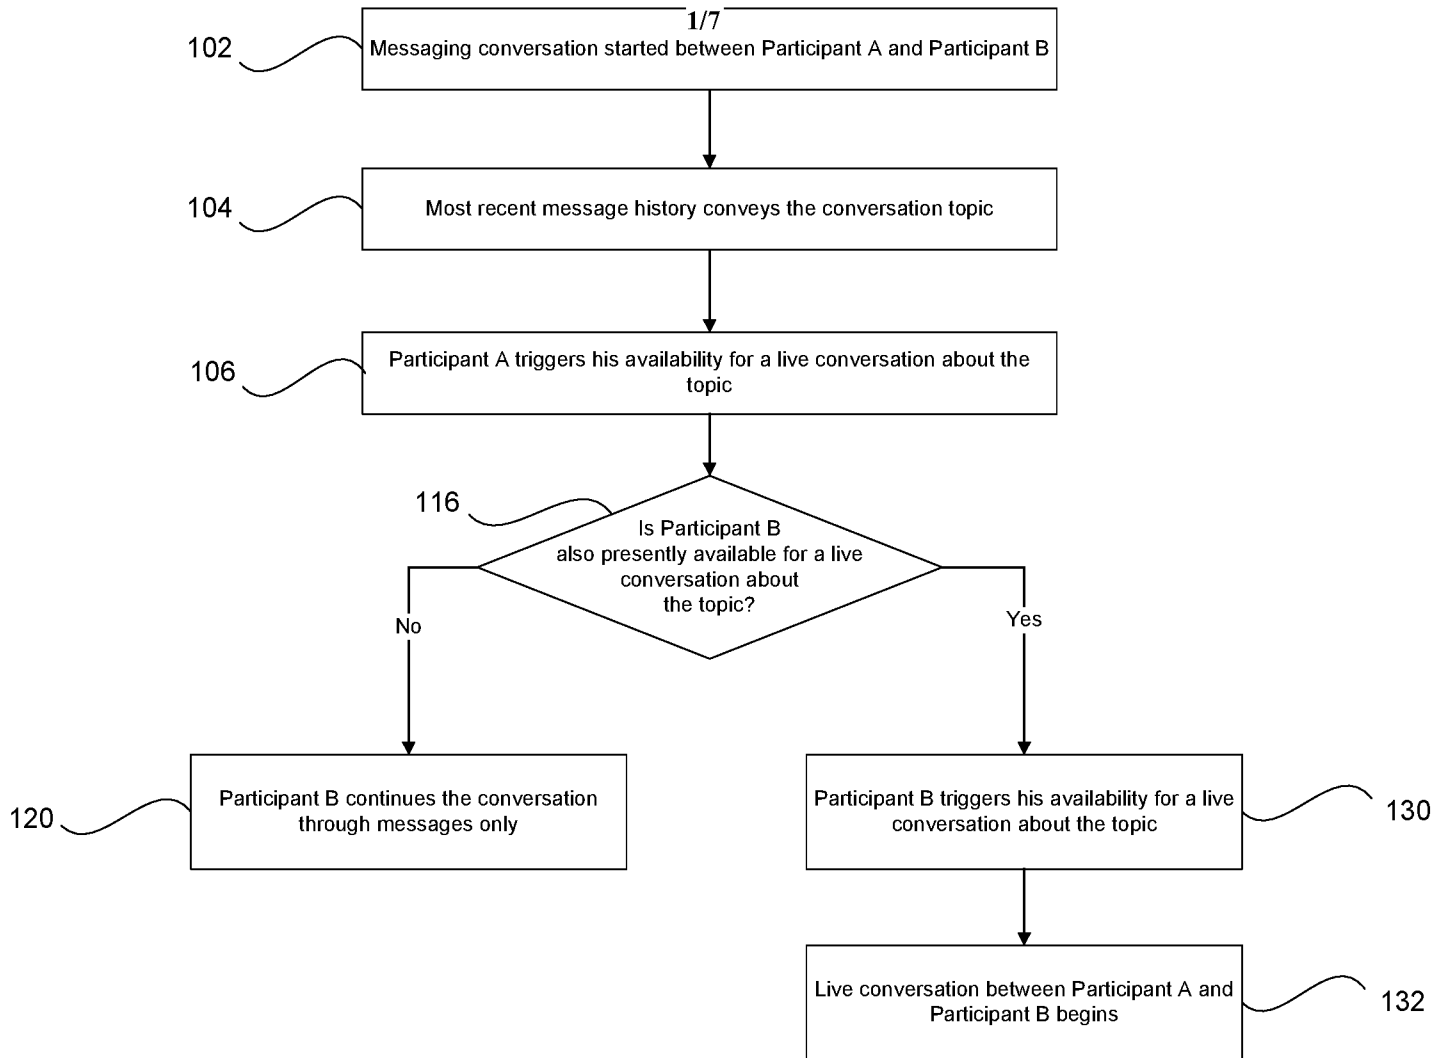 1/7
102
Messaging conversation started between Participant A and Participant B
104
Most recent message history conveys the conversation topic
106
Participant A triggers his availability for a live conversation about the
topic
116
Is Participant B
also presently available for a live
conversation about
the topic?
No
Yes
120
Participant B continues the conversation
through messages only
Participant B triggers his availability for a live
conversation about the topic
130
Live conversation between Participant A and
Participant B begins
132